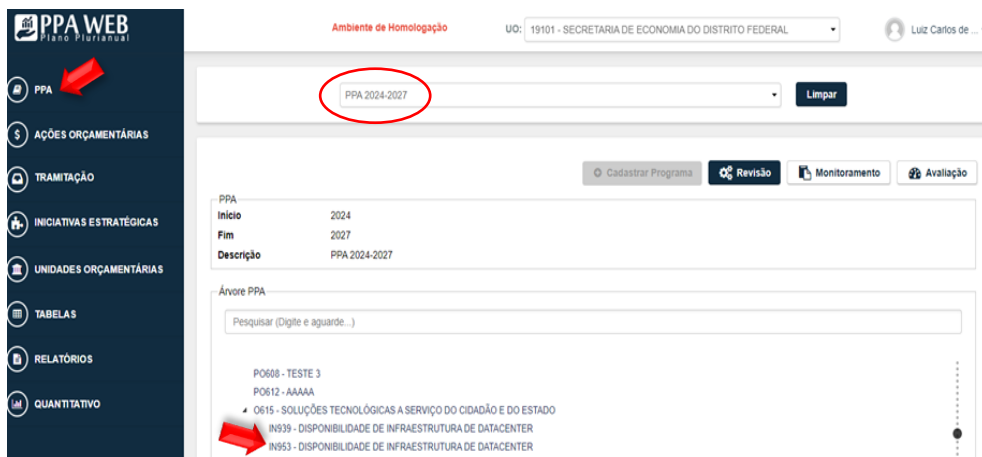 PPA WEB
Plano Plurianual
Ambiente de Homologação
UO: 19101 - SECRETARIA DE ECONOMIA DO DISTRITO FEDERAL
Luiz Carlos de ...
PPA
AÇÕES ORÇAMENTÁRIAS
TRAMITAÇÃO
INICIATIVAS ESTRATÉGICAS
UNIDADES ORÇAMENTÁRIAS
TABELAS
RELATÓRIOS
QUANTITATIVO
PPA 2024-2027
Limpar
Cadastrar Programa
Revisão
Monitoramento
Avaliação
PPA
Início 2024
Fim 2027
Descrição PPA 2024-2027
Árvore PPA
Pesquisar (Digite e aguarde...)
PO608 - TESTE 3
PO612 - AAAAA
O615 - SOLUÇÕES TECNOLÓGICAS A SERVIÇO DO CIDADÃO E DO ESTADO
IN939 - DISPONIBILIDADE DE INFRAESTRUTURA DE DATACENTER
IN953 - DISPONIBILIDADE DE INFRAESTRUTURA DE DATACENTER